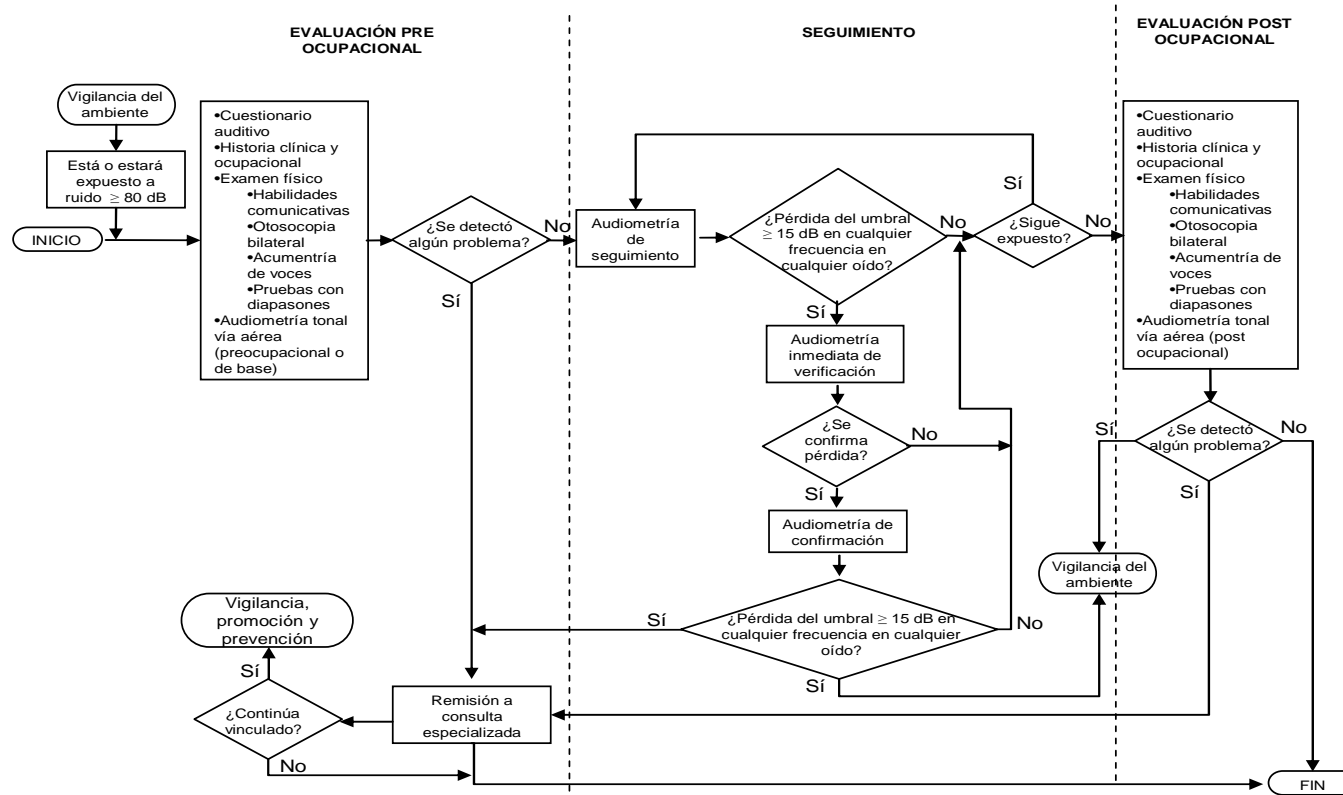 EVALUACIÓN PRE
OCUPACIONAL
SEGUIMIENTO
EVALUACIÓN POST
OCUPACIONAL
Vigilancia del
ambiente
Está o estará
expuesto a
ruido ≥ 80 dB
INICIO
•Cuestionario
auditivo
•Historia clínica y
ocupacional
•Examen físico
•Habilidades
comunicativas
•Otosocopia
bilateral
•Acumentría de
voces
•Pruebas con
diapasones
•Audiometría tonal
vía aérea
(preocupacional o
de base)
¿Se detectó
algún problema?
No
Sí
Audiometría
de
seguimiento
¿Pérdida del umbral
≥ 15 dB en cualquier
frecuencia en
cualquier oído?
No
Sí
¿Sigue
expuesto?
Sí
No
Audiometría
inmediata de
verificación
¿Se
confirma
pérdida?
No
Sí
Audiometría de
confirmación
¿Pérdida del umbral ≥ 15 dB en
cualquier frecuencia en cualquier
oído?
Sí
No
Sí
•Cuestionario
auditivo
•Historia clínica y
ocupacional
•Examen físico
•Habilidades
comunicativas
•Otosocopia
bilateral
•Acumentría de
voces
•Pruebas con
diapasones
•Audiometría tonal
vía aérea (post
ocupacional)
¿Se detectó
algún problema?
Sí
No
Sí
Vigilancia del
ambiente
Vigilancia,
promoción y
prevención
Sí
¿Continúa
vinculado?
No
Remisión a
consulta
especializada
FIN